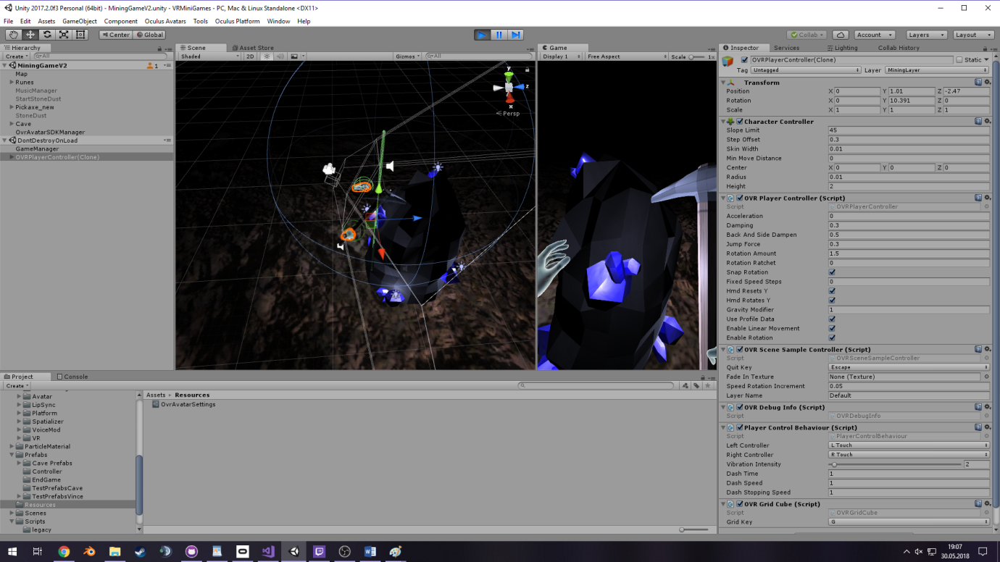 Unity 2017.2.0f3 Personal (64bit) - MiningGameV2.unity - VRMiniGames - PC, Mac & Linux Standalone <DX11>
File Edit Assets GameObject Component Oculus Avatars Tools Oculus Platform Window Help
Center Global Collab Account Layers Layout
Hierarchy
Create All
MiningGameV2 1
Map
Runes
MusicManager
StartStoneDust
Pickaxe_new
StoneDust
Cave
OvrAvatarSDKManager
DontDestroyOnLoad
GameManager
OVRPlayerController(Clone)
Scene Asset Store
Shaded 2D Gizmos All
y
z
x
Persp
Game
Display 1 Free Aspect Scale 1x
Inspector Services Lighting Collab History
OVRPlayerController(Clone) Static
Tag Untagged Layer MiningLayer
Transform
Position X 0 Y 1.01 Z -2.47
Rotation X 0 Y 10.391 Z 0
Scale X 1 Y 1 Z 1
Character Controller
Slope Limit 45
Step Offset 0.3
Skin Width 0.01
Min Move Distance 0
Center X 0 Y 0 Z 0
Radius 0.01
Height 2
OVR Player Controller (Script)
Script OVRPlayerController
Acceleration 0
Damping 0.3
Back And Side Dampen 0.5
Jump Force 0.3
Rotation Amount 1.5
Rotation Ratchet 0
Snap Rotation
Fixed Speed Steps 0
Hmd Resets Y
Hmd Rotates Y
Gravity Modifier 1
Use Profile Data
Enable Linear Movement
Enable Rotation
OVR Scene Sample Controller (Script)
Script OVRSceneSampleController
Quit Key Escape
Fade In Texture None (Texture)
Speed Rotation Increment 0.05
Layer Name Default
OVR Debug Info (Script)
Script OVRDebugInfo
Player Control Behaviour (Script)
Script PlayerControlBehaviour
Left Controller L Touch
Right Controller R Touch
Vibration Intensity 2
Dash Time 1
Dash Speed 1
Dash Stopping Speed 1
OVR Grid Cube (Script)
Script OVRGridCube
Grid Key G
Project Console
Create
Avatar
LipSync
Platform
Spatializer
VoiceMod
VR
ParticleMaterial
Prefabs
Cave Prefabs
Controller
EndGame
TestPrefabsCave
TestPrefabsVince
Resources
Scenes
Scripts
legacy
Assets Resources
OvrAvatarSettings
19:07
30.05.2018